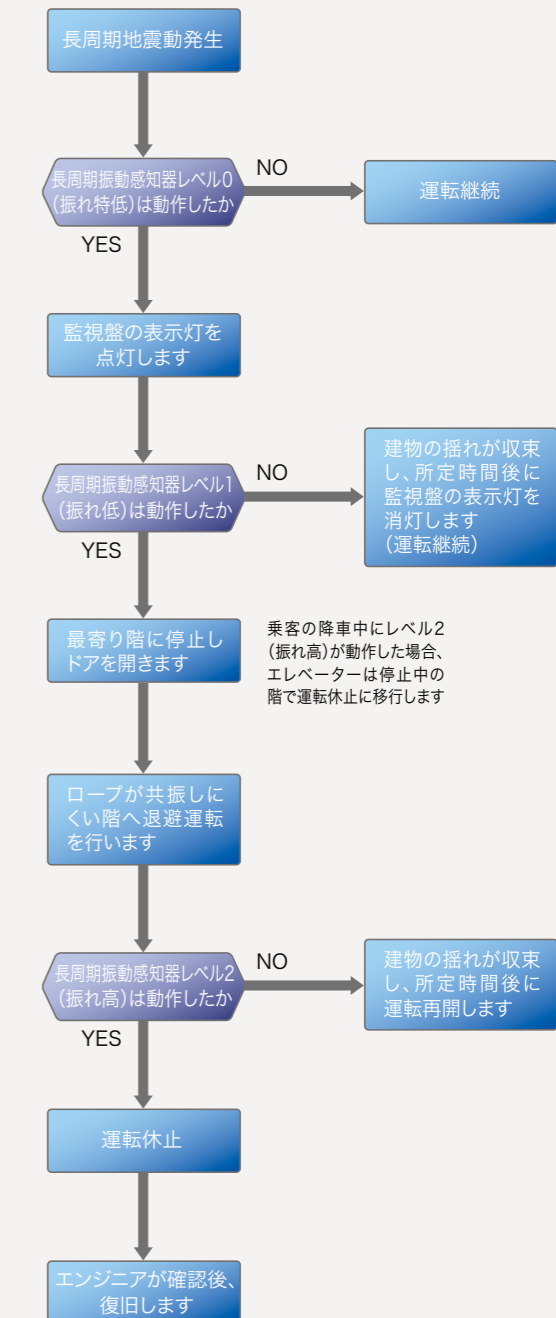 長周期地震動発生
長周期振動感知器レベル0
（振れ特低）は動作したか
NO
運転継続
YES
監視盤の表示灯を
点灯します
長周期振動感知器レベル1
（振れ低）は動作したか
NO
建物の揺れが収束
し、所定時間後に
監視盤の表示灯を
消灯します
（運転継続）
YES
最寄り階に停止し
ドアを開きます
乗客の降車中にレベル2
（振れ高）が動作した場合、
エレベーターは停止中の
階で運転休止に移行します
ロープが共振しに
くい階へ退避運転
を行います
長周期振動感知器レベル2
（振れ高）は動作したか
NO
建物の揺れが収束
し、所定時間後に
運転再開します
YES
運転休止
エンジニアが確認後、
復旧します